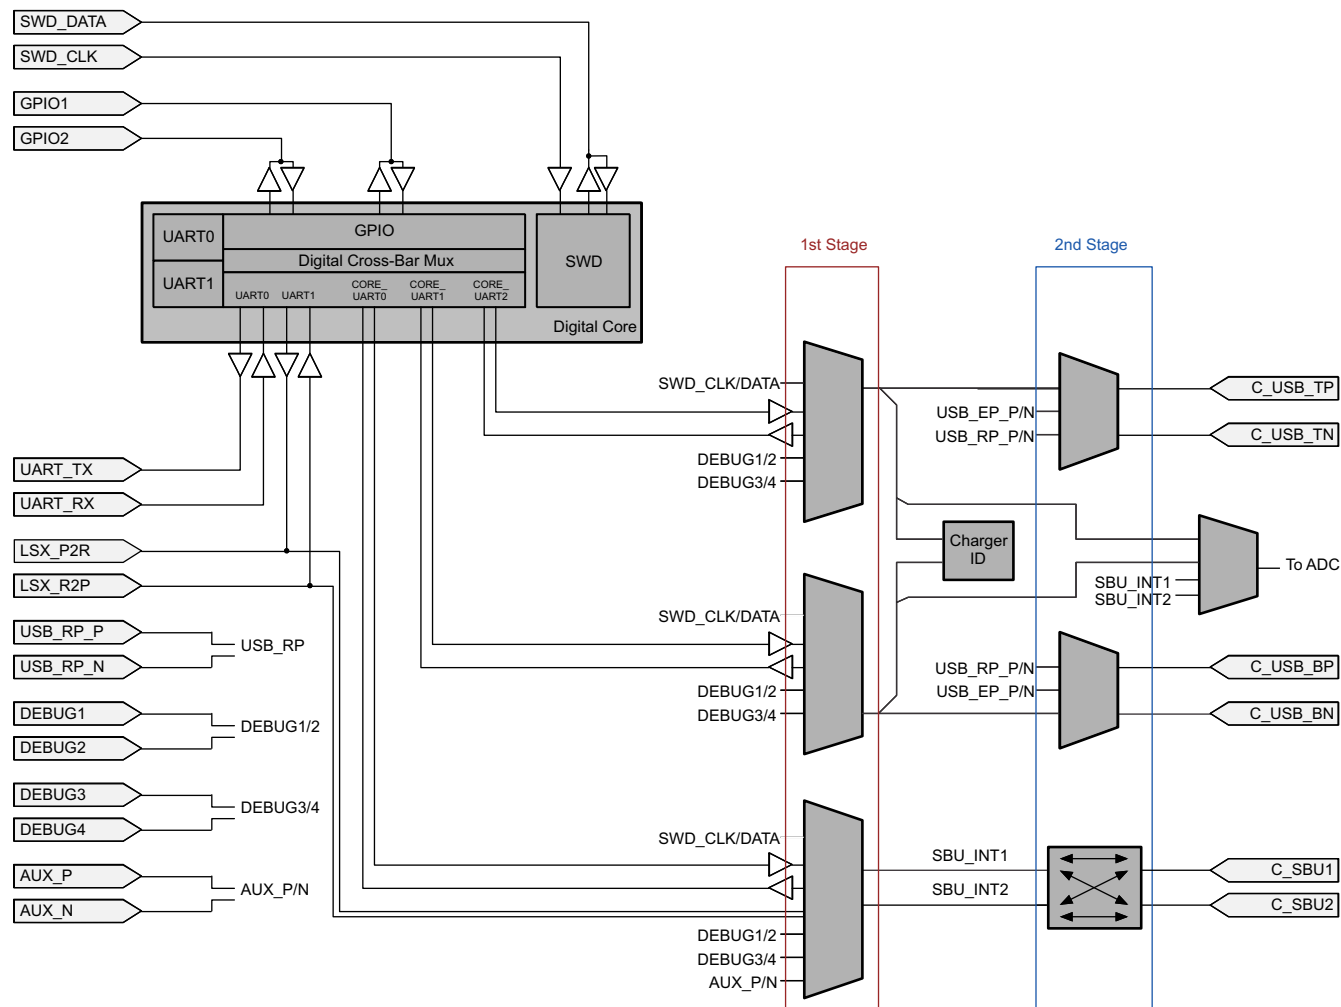 SWD_DATA
SWD_CLK
GPIO1
GPIO2
UART0
UART1
GPIO
Digital Cross-Bar Mux
UART0
UART1
CORE_
UART0
CORE_
UART1
CORE_
UART2
SWD
Digital Core
1st Stage
2nd Stage
UART_TX
UART_RX
LSX_P2R
LSX_R2P
USB_RP_P
USB_RP_N
USB_RP
DEBUG1
DEBUG2
DEBUG1/2
DEBUG3
DEBUG4
DEBUG3/4
AUX_P
AUX_N
AUX_P/N
SWD_CLK/DATA
DEBUG1/2
DEBUG3/4
SWD_CLK/DATA
DEBUG1/2
DEBUG3/4
SWD_CLK/DATA
DEBUG1/2
DEBUG3/4
AUX_P/N
USB_EP_P/N
USB_RP_P/N
Charger
ID
USB_RP_P/N
USB_EP_P/N
SBU_INT1
SBU_INT2
SBU_INT1
SBU_INT2
To ADC
C_USB_TP
C_USB_TN
C_USB_BP
C_USB_BN
C_SBU1
C_SBU2